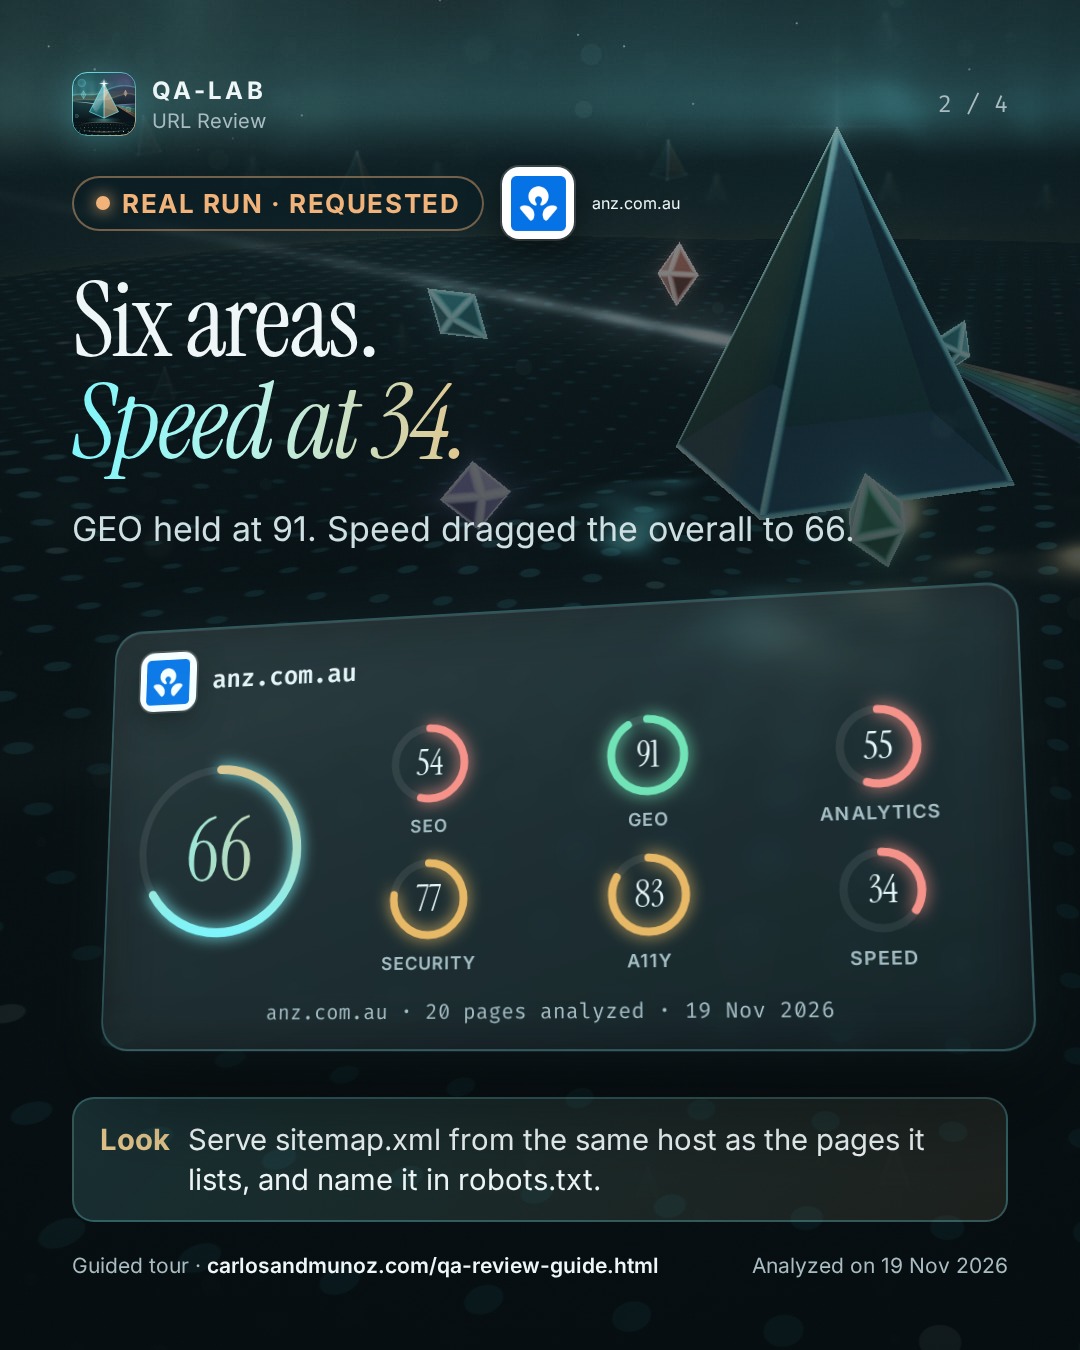 QA-LAB
URL Review
2 / 4
REAL RUN · REQUESTED
anz.com.au
Six areas.
Speed at 34.
GEO held at 91. Speed dragged the overall to 66.
anz.com.au
66
54
SEO
91
GEO
55
ANALYTICS
77
SECURITY
83
A11Y
34
SPEED
anz.com.au · 20 pages analyzed · 19 Nov 2026
Look Serve sitemap.xml from the same host as the pages it
lists, and name it in robots.txt.
Guided tour · carlosandmunoz.com/qa-review-guide.html
Analyzed on 19 Nov 2026